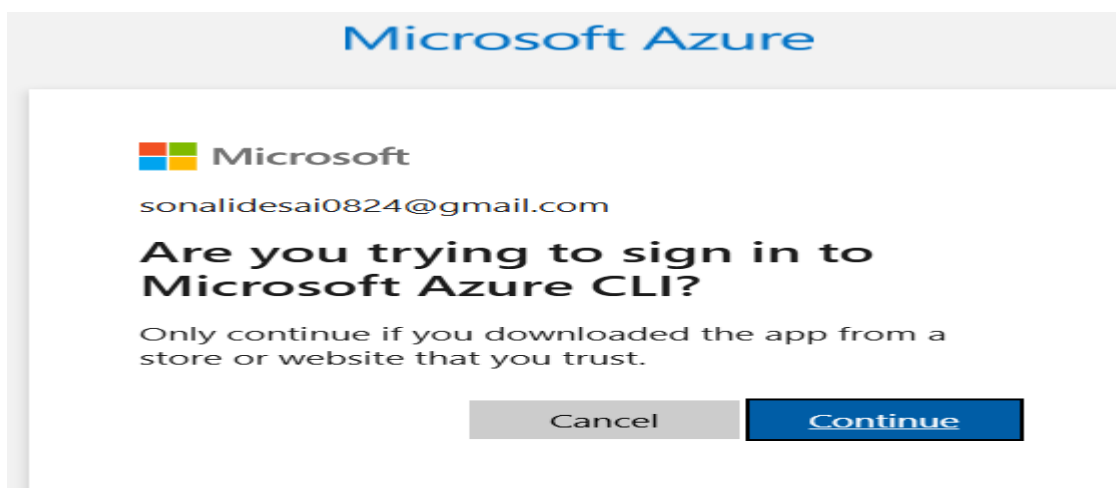 Microsoft Azure
Microsoft
sonalidesai0824@gmail.com
Are you trying to sign in to
Microsoft Azure CLI?
Only continue if you downloaded the app from a
store or website that you trust.
Cancel Continue